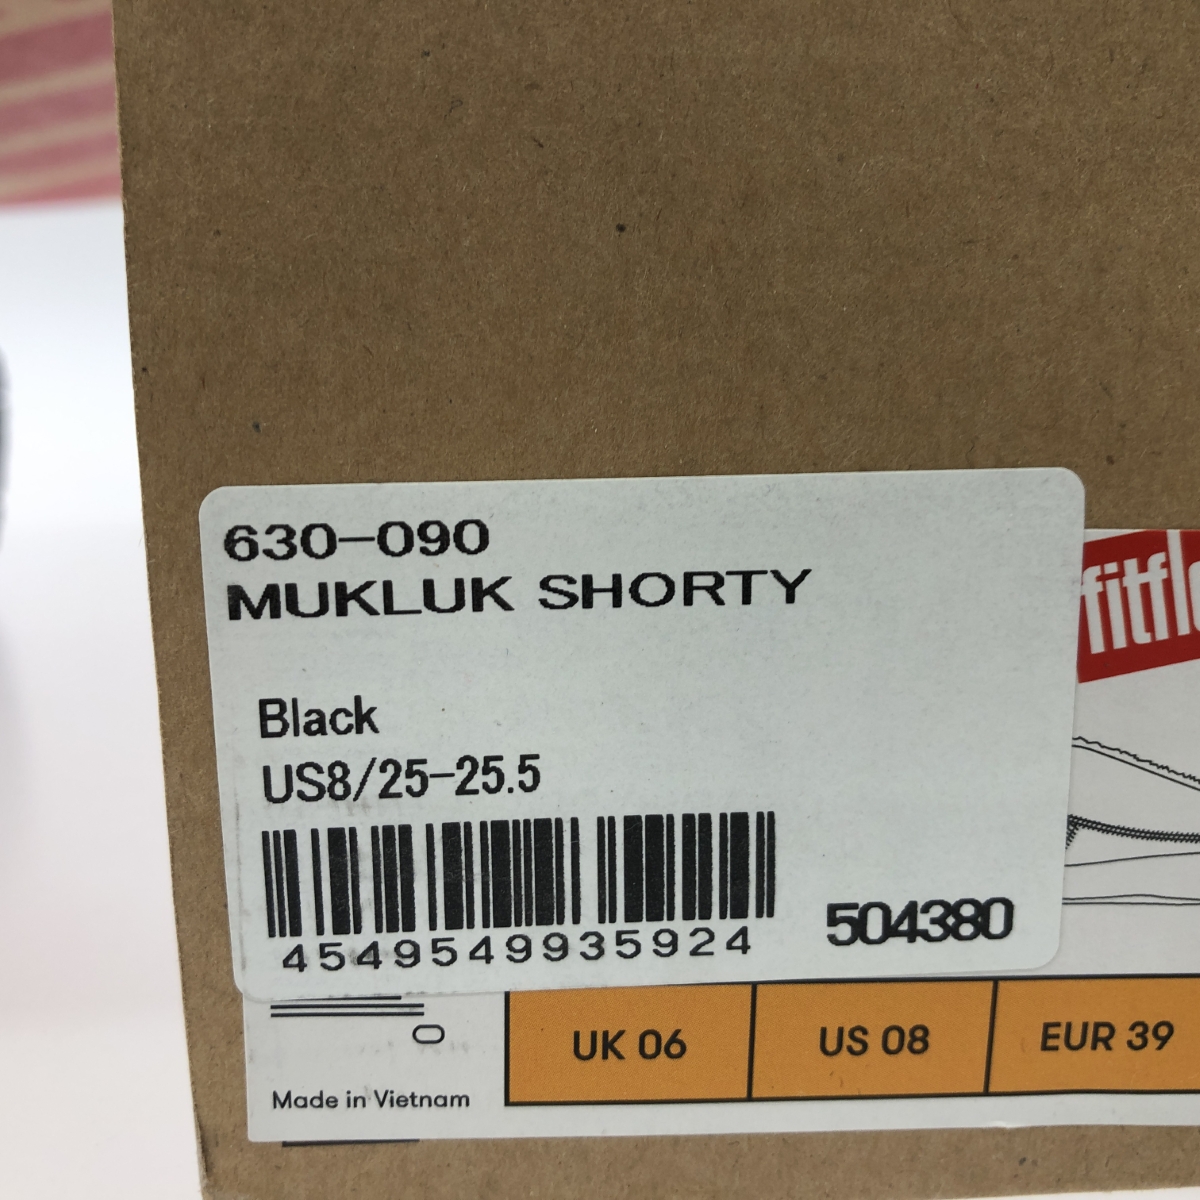 630-090
MUKLUK SHORTY
Black
US8/25-25.5
4549549935924
504380
fitfl
UK 06
US 08
EUR 39
Made in Vietnam